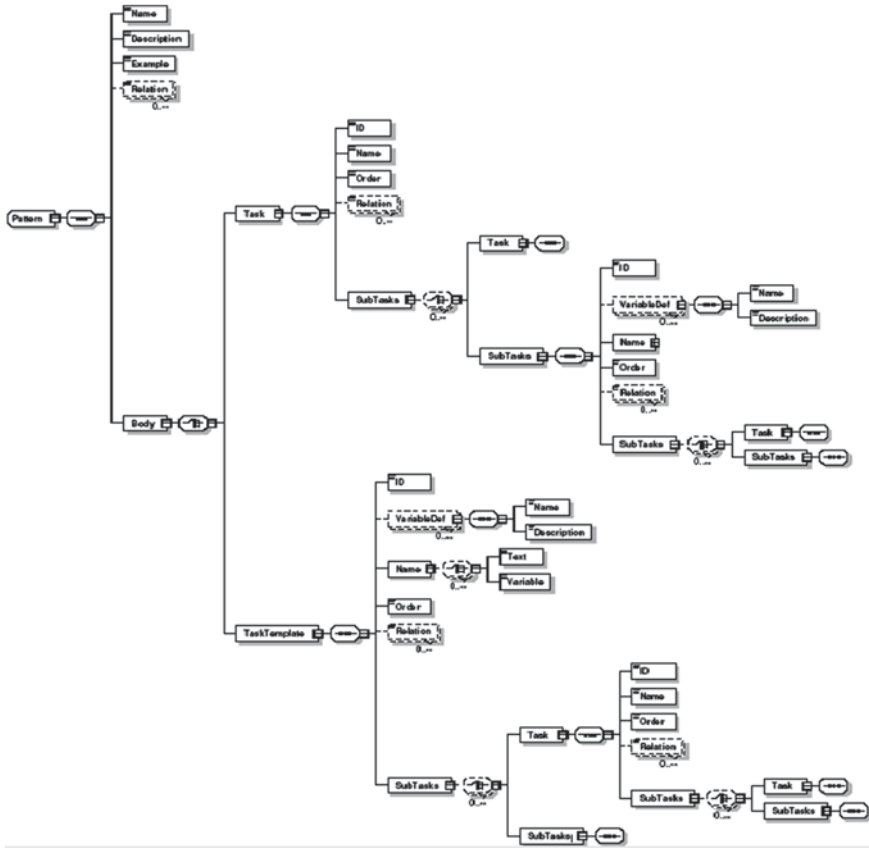 Name
Description
Example
Relation
0..∞
ID
Name
Order
Pattern
Task
Relation
0..∞
Task
ID
SubTasks
0..∞
VariableDef
0..∞
Name
Description
SubTasks
Name
Order
Relation
0..∞
Body
SubTasks
0..∞
Task
SubTasks
ID
VariableDef
0..∞
Name
Description
Name
0..∞
Text
Variable
Order
TaskTemplate
Relation
0..∞
ID
Name
Task
Order
Relation
0..∞
SubTasks
0..∞
SubTasks
0..∞
Task
SubTasks
SubTasks